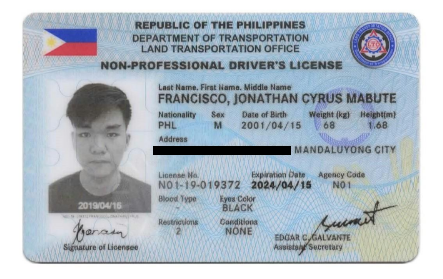 REPUBLIC OF THE PHILIPPINES
DEPARTMENT OF TRANSPORTATION
LAND TRANSPORTATION OFFICE
NON-PROFESSIONAL DRIVER'S LICENSE
Last Name, First Name, Middle Name
FRANCISCO, JONATHAN CYRUS MABUTE
Nationality Sex Date of Birth Weight (kg) Height(m)
PHL M 2001/04/15 68 1.68
Address
MANDALUYONG CITY
License No. Expiration Date Agency Code
N01-19-019372 2024/04/15 N01
Blood Type Eyes Color
- BLACK
Restrictions Conditions
2 NONE
2019/04/16
Signature of Licensee
EDGAR C. GALVANTE
Assistant Secretary